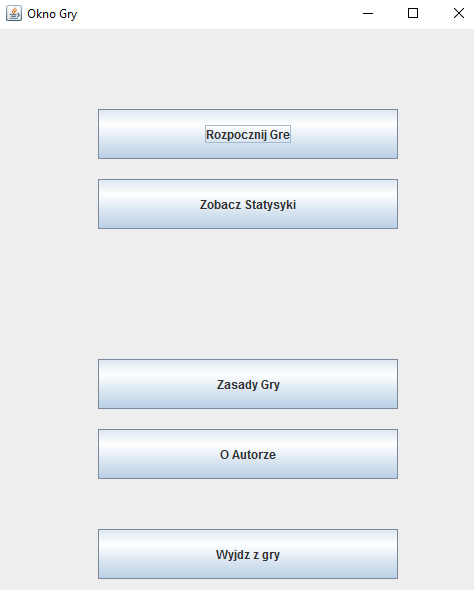 Okno Gry
Rozpocznij Gre
Zobacz Statysyki
Zasady Gry
O Autorze
Wyjdz z gry